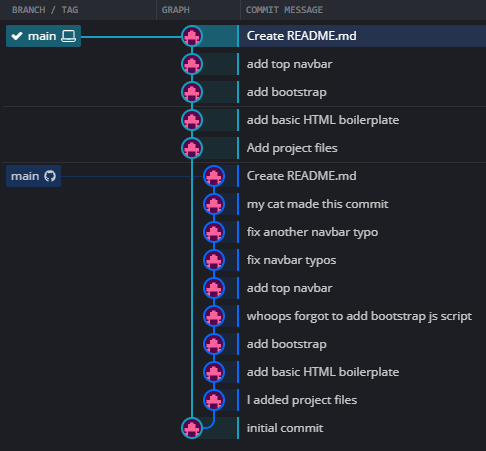 BRANCH / TAG GRAPH COMMIT MESSAGE
main Create README.md
add top navbar
add bootstrap
add basic HTML boilerplate
Add project files
main Create README.md
my cat made this commit
fix another navbar typo
fix navbar typos
add top navbar
whoops forgot to add bootstrap js script
add bootstrap
add basic HTML boilerplate
I added project files
initial commit